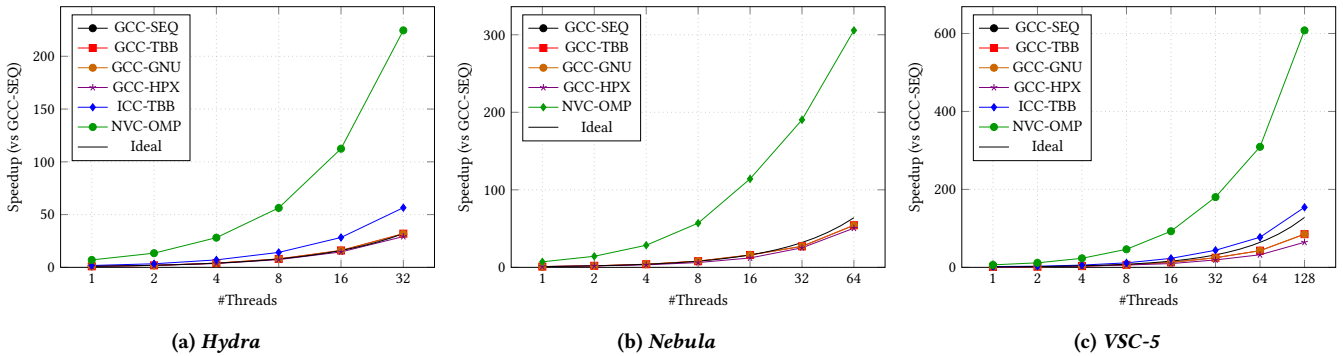 GCC-SEQ
GCC-TBB
GCC-GNU
GCC-HPX
ICC-TBB
NVC-OMP
Ideal
Speedup (vs GCC-SEQ)
200
150
100
50
0
1 2 4 8 16 32
#Threads
(a) Hydra
GCC-SEQ
GCC-TBB
GCC-GNU
GCC-HPX
NVC-OMP
Ideal
Speedup (vs GCC-SEQ)
300
200
100
0
1 2 4 8 16 32 64
#Threads
(b) Nebula
GCC-SEQ
GCC-TBB
GCC-GNU
GCC-HPX
ICC-TBB
NVC-OMP
Ideal
Speedup (vs GCC-SEQ)
600
400
200
0
1 2 4 8 16 32 64 128
#Threads
(c) VSC-5